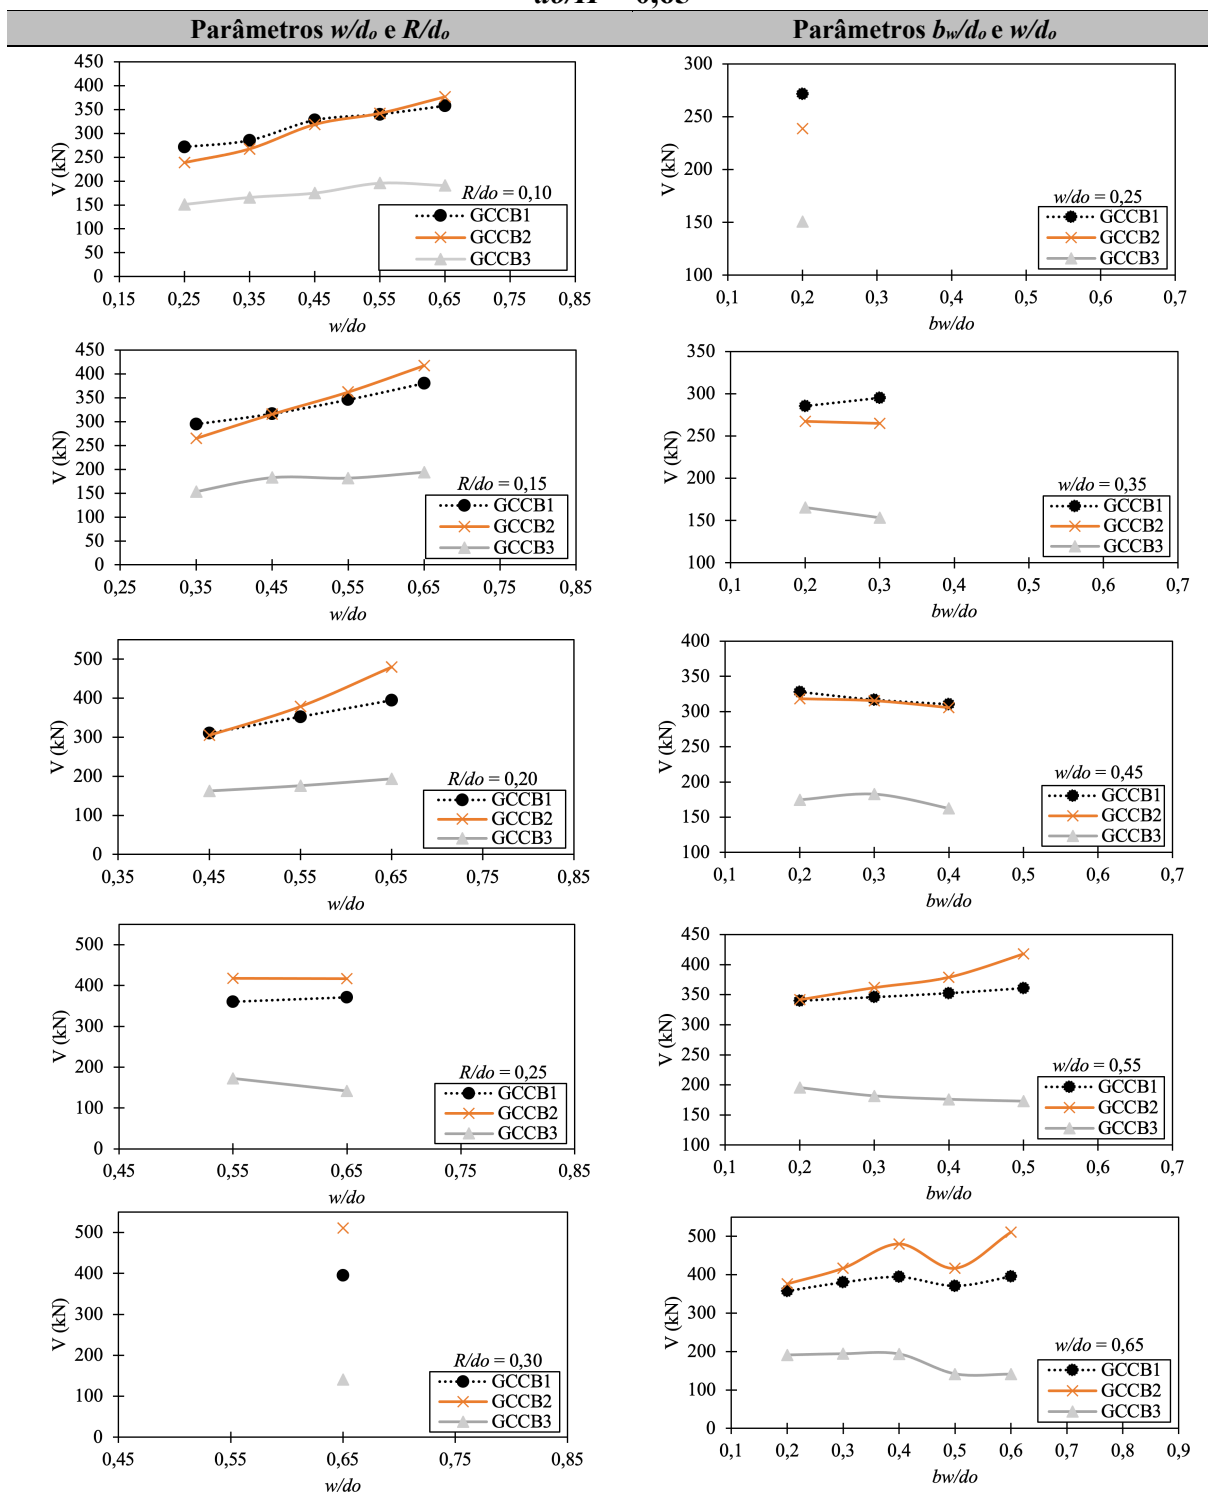 Parâmetros w/do e R/do
Parâmetros bw/do e w/do
450
400
350
300
250
200
150
100
50
0
V (kN)
R/do = 0,10
GCCB1
GCCB2
GCCB3
0,15 0,25 0,35 0,45 0,55 0,65 0,75 0,85
w/do
300
250
200
150
100
V (kN)
w/do = 0,25
GCCB1
GCCB2
GCCB3
0,1 0,2 0,3 0,4 0,5 0,6 0,7
bw/do
450
400
350
300
250
200
150
100
50
0
V (kN)
R/do = 0,15
GCCB1
GCCB2
GCCB3
0,25 0,35 0,45 0,55 0,65 0,75 0,85
w/do
350
300
250
200
150
100
V (kN)
w/do = 0,35
GCCB1
GCCB2
GCCB3
0,1 0,2 0,3 0,4 0,5 0,6 0,7
bw/do
500
400
300
200
100
0
V (kN)
R/do = 0,20
GCCB1
GCCB2
GCCB3
0,35 0,45 0,55 0,65 0,75 0,85
w/do
400
350
300
250
200
150
100
V (kN)
w/do = 0,45
GCCB1
GCCB2
GCCB3
0,1 0,2 0,3 0,4 0,5 0,6 0,7
bw/do
500
400
300
200
100
0
V (kN)
R/do = 0,25
GCCB1
GCCB2
GCCB3
0,45 0,55 0,65 0,75 0,85
w/do
450
400
350
300
250
200
150
100
V (kN)
w/do = 0,55
GCCB1
GCCB2
GCCB3
0,1 0,2 0,3 0,4 0,5 0,6 0,7
bw/do
500
400
300
200
100
0
V (kN)
R/do = 0,30
GCCB1
GCCB2
GCCB3
0,45 0,55 0,65 0,75 0,85
w/do
500
400
300
200
100
0
V (kN)
w/do = 0,65
GCCB1
GCCB2
GCCB3
0,1 0,2 0,3 0,4 0,5 0,6 0,7 0,8 0,9
bw/do